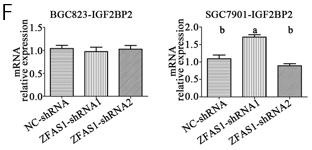 F
BGC823-IGF2BP2
mRNA
relative expression
1.5
1.0
0.5
0.0
NC-shRNA
ZFAS1-shRNA1
ZFAS1-shRNA2
SGC7901-IGF2BP2
mRNA
relative expression
2.0
1.5
1.0
0.5
0.0
b
a
b
NC-shRNA
ZFAS1-shRNA1
ZFAS1-shRNA2